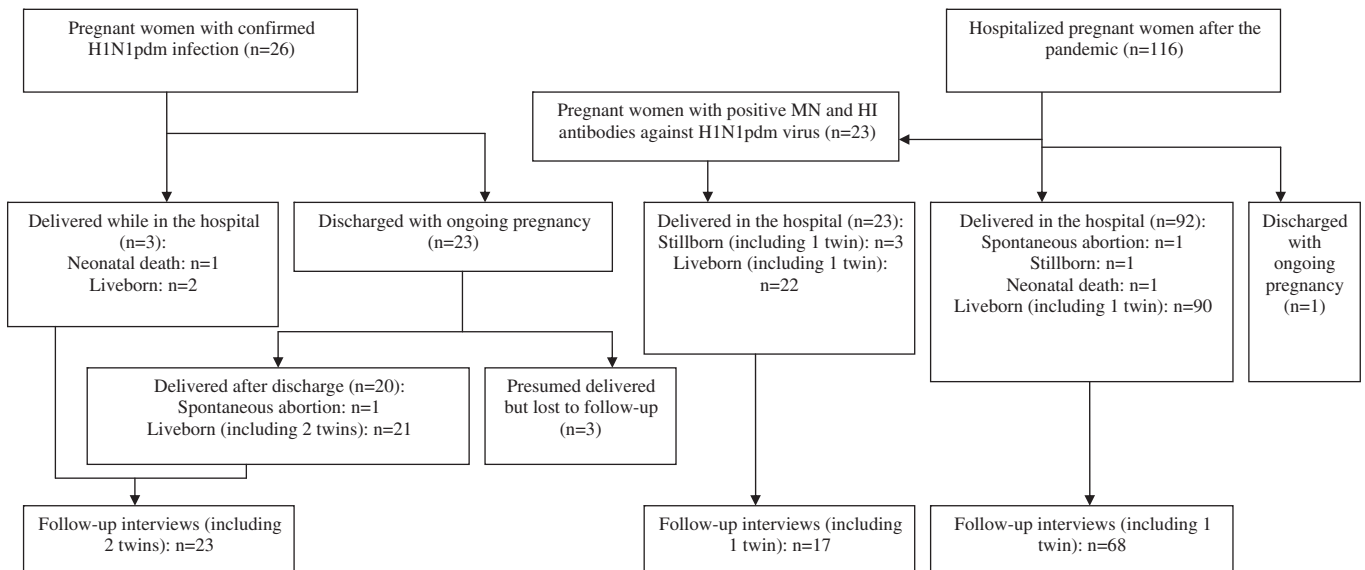 Pregnant women with confirmed
H1N1pdm infection (n=26)
Hospitalized pregnant women after the
pandemic (n=116)
Pregnant women with positive MN and HI
antibodies against H1N1pdm virus (n=23)
Delivered while in the hospital
(n=3):
Neonatal death: n=1
Liveborn: n=2
Discharged with ongoing pregnancy
(n=23)
Delivered in the hospital (n=23):
Stillborn (including 1 twin): n=3
Liveborn (including 1 twin):
n=22
Delivered in the hospital (n=92):
Spontaneous abortion: n=1
Stillborn: n=1
Neonatal death: n=1
Liveborn (including 1 twin): n=90
Discharged
with
ongoing
pregnancy
(n=1)
Delivered after discharge (n=20):
Spontaneous abortion: n=1
Liveborn (including 2 twins): n=21
Presumed delivered
but lost to follow-up
(n=3)
Follow-up interviews (including
2 twins): n=23
Follow-up interviews (including
1 twin): n=17
Follow-up interviews (including 1
twin): n=68